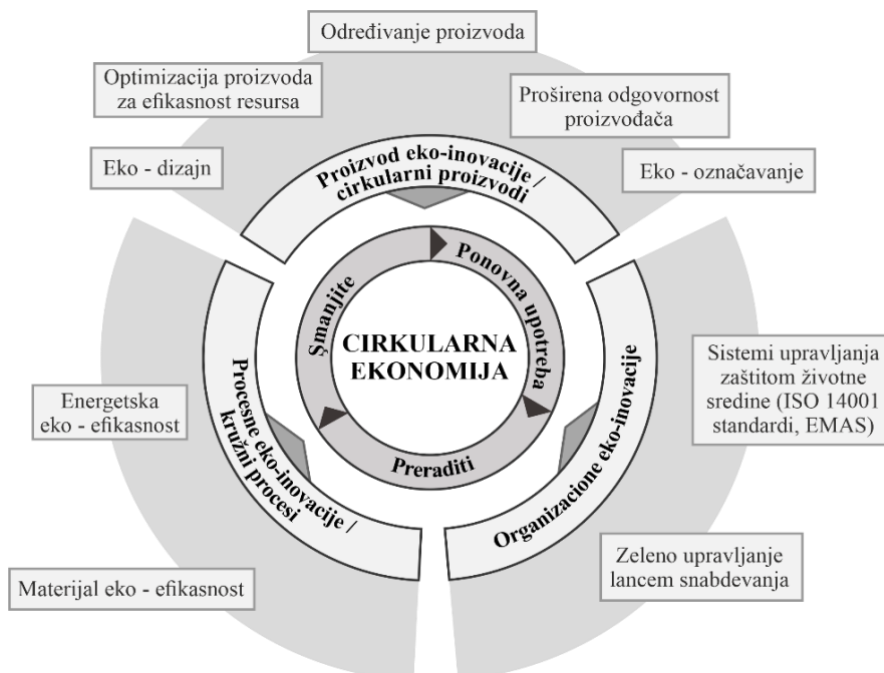 Određivanje proizvoda
Optimizacija proizvoda
za efikasnost resursa
Proširena odgovornost
proizvođača
Eko - dizajn
Eko - označavanje
Proizvod eko-inovacije /
cirkularni proizvodi
Smanjite
Ponovna upotreba
Preraditi
CIRKULARNA
EKONOMIJA
Procesne eko-inovacije /
kružni procesi
Organizacione eko-inovacije
Energetska
eko - efikasnost
Materijal eko - efikasnost
Sistemi upravljanja
zaštitom životne
sredine (ISO 14001
standardi, EMAS)
Zeleno upravljanje
lancem snabdevanja